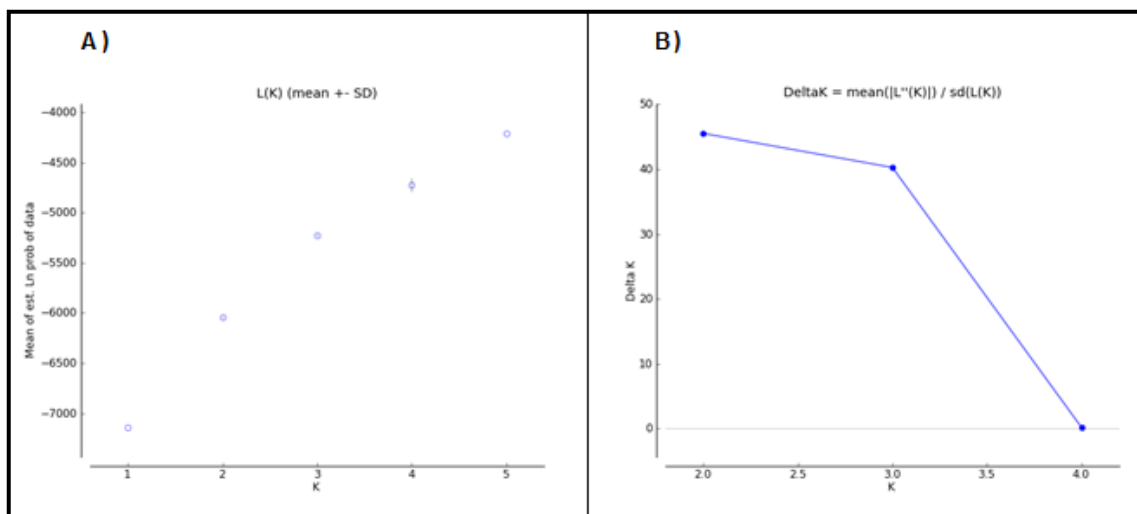 A)
L(K) (mean +- SD)
Mean of est. Ln prob of data
−4000
−4500
−5000
−5500
−6000
−6500
−7000
1 2 3 4 5
K
B)
DeltaK = mean(|L''(K)|) / sd(L(K))
Delta K
50
40
30
20
10
0
2.0 2.5 3.0 3.5 4.0
K